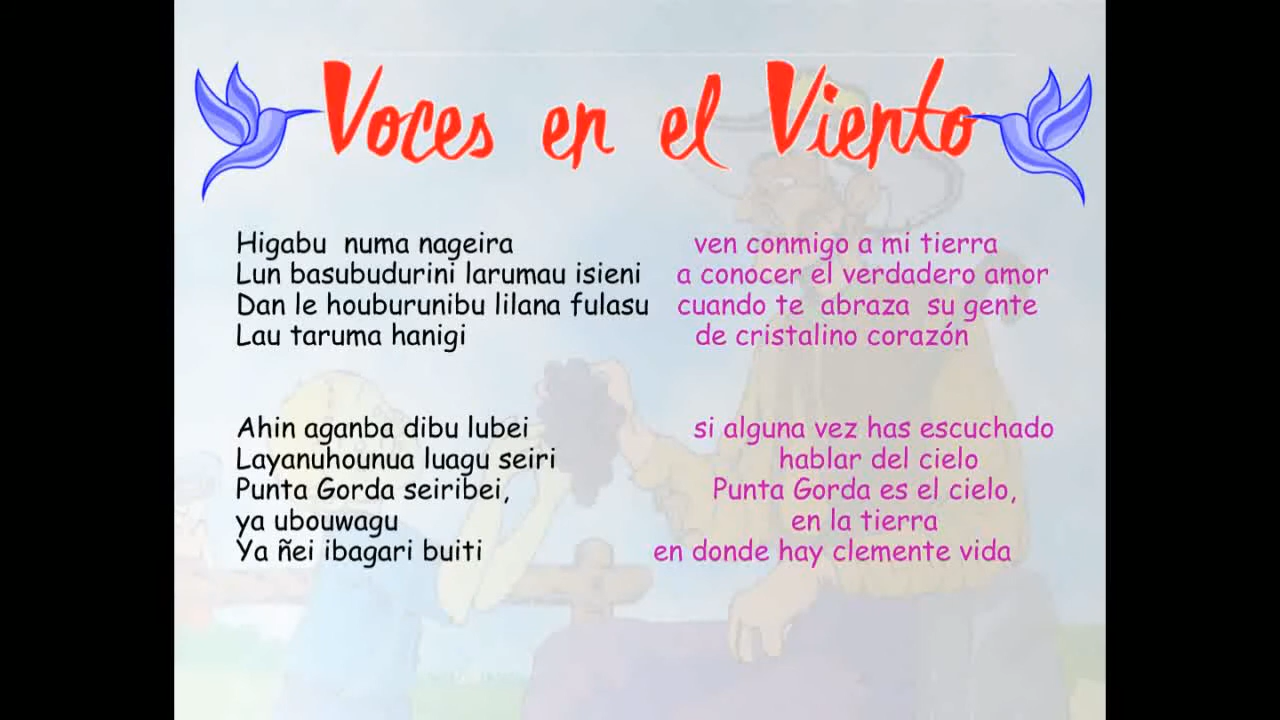 Voces en el Viento
Higabu numa nageira
Lun basubudurini larumau isieni
Dan le houburunibu lilana fulasu
Lau taruma hanigi
Ahin aganba dibu lubei
Layanuhounua luagu seiri
Punta Gorda seiribei,
ya ubouwagu
Ya ñei ibagari buiti
ven conmigo a mi tierra
a conocer el verdadero amor
cuando te abraza su gente
de cristalino corazón
si alguna vez has escuchado
hablar del cielo
Punta Gorda es el cielo,
en la tierra
en donde hay clemente vida